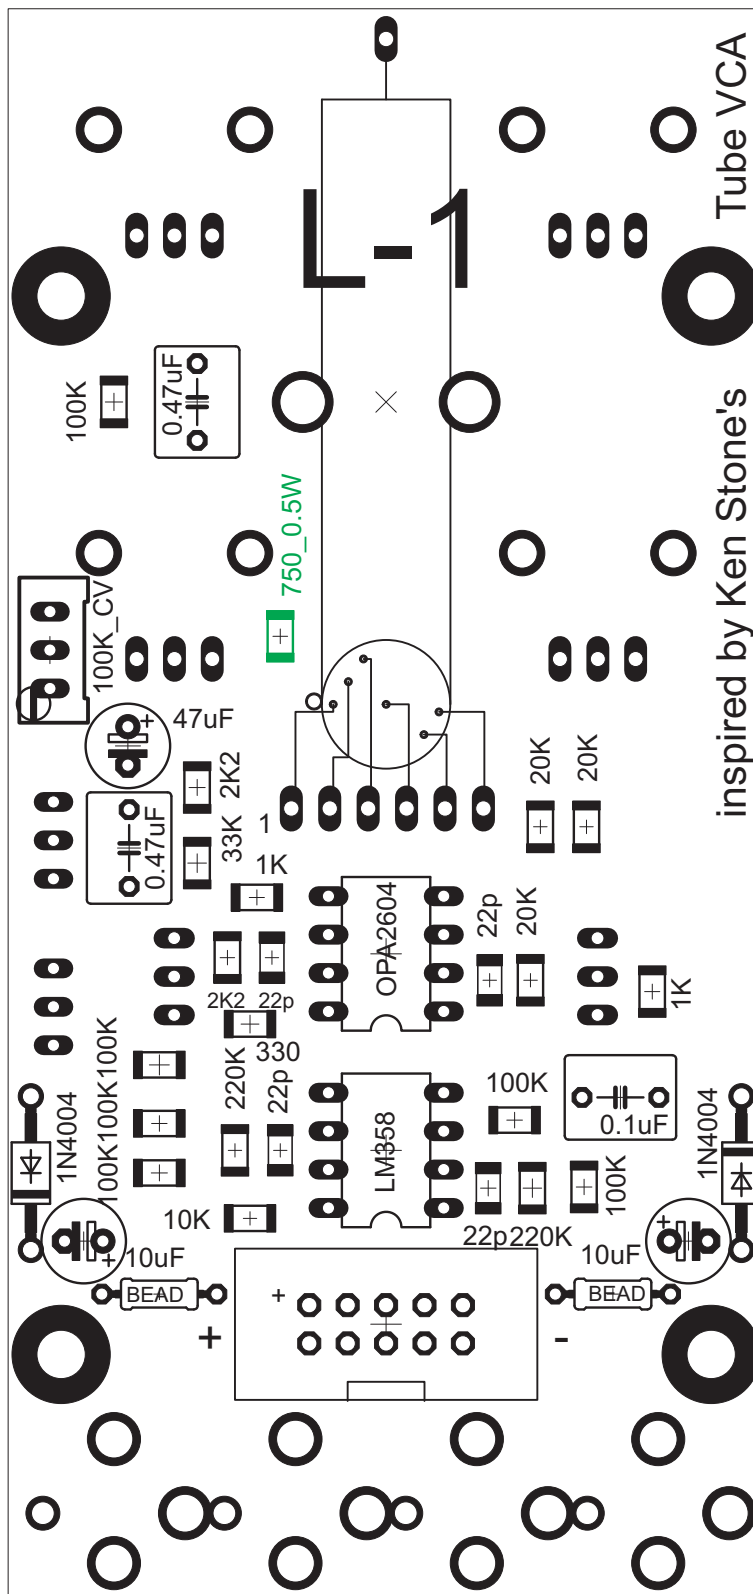 Tube VCA
L-1
100K
0.47uF
inspired by Ken Stone's
750_0.5W
100K_CV
+
47uF
2K2
20K
20K
0.47uF
33K
1
1K
OPA2604
22p
20K
2K2
22p
1K
330
100K
100K
100K
220K
22p
LM358
100K
0.1uF
1N4004
1N4004
100K
10K
22p
220K
+
10uF
+
10uF
BEAD
+
BEAD
+
-